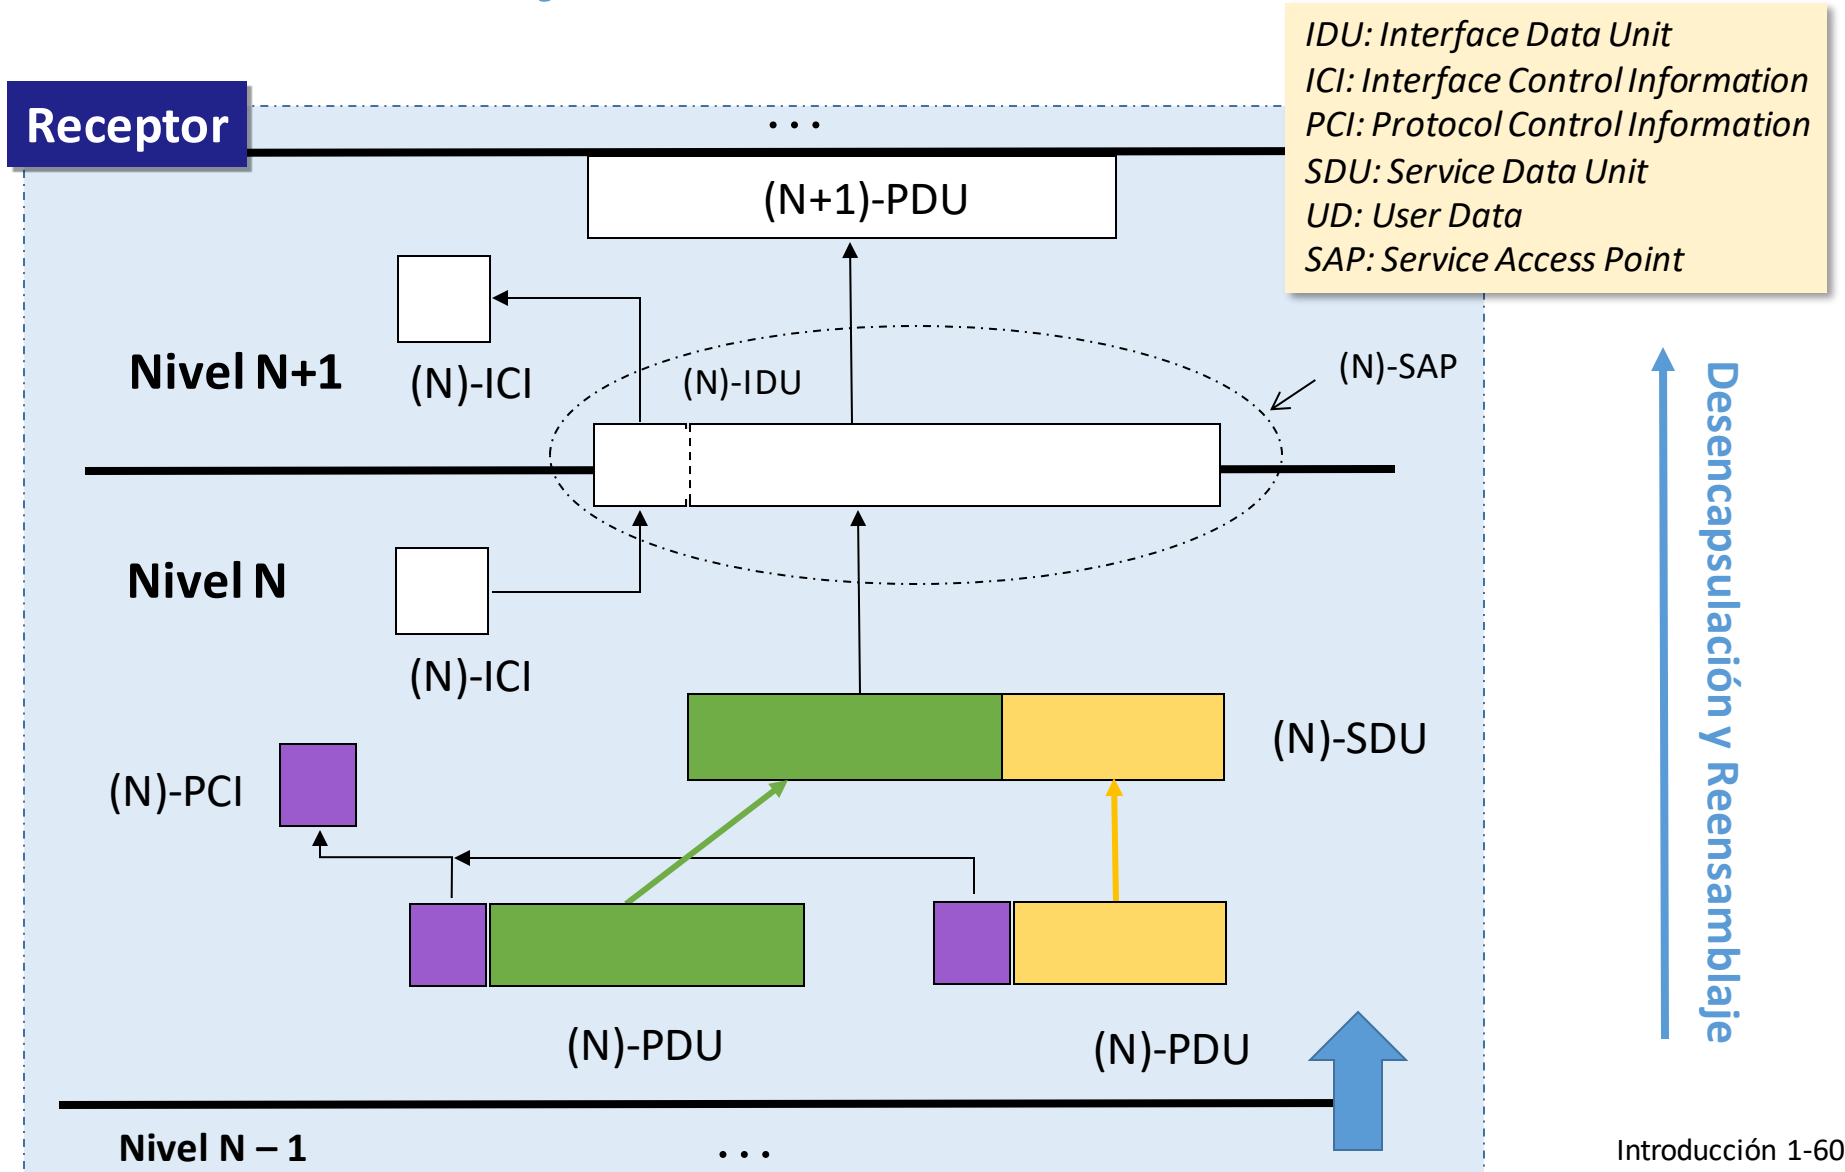 IDU: Interface Data Unit
ICI: Interface Control Information
PCI: Protocol Control Information
SDU: Service Data Unit
UD: User Data
SAP: Service Access Point
Receptor
. . .
(N+1)-PDU
Nivel N+1
(N)-ICI
(N)-IDU
(N)-SAP
Nivel N
(N)-ICI
(N)-SDU
(N)-PCI
(N)-PDU
(N)-PDU
Desencapsulación y Reensamblaje
Nivel N – 1
. . .
Introducción 1-60